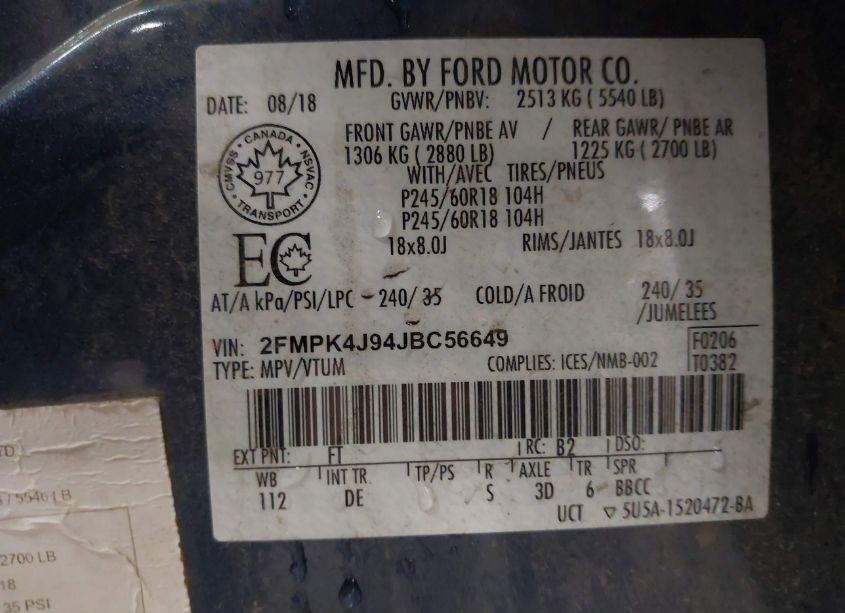 MFD. BY FORD MOTOR CO.
DATE: 08/18 GVWR/PNBV: 2513 KG ( 5540 LB)
FRONT GAWR/PNBE AV / REAR GAWR/ PNBE AR
1306 KG ( 2880 LB) 1225 KG ( 2700 LB)
WITH/AVEC TIRES/PNEUS
P245/60R18 104H
P245/60R18 104H
18x8.0J RIMS/JANTES 18x8.0J
CANADA
CMVSS NSVAC
977
TRANSPORT
EC
AT/A kPa/PSI/LPC - 240/ 35 COLD/A FROID 240/ 35
/JUMELEES
VIN: 2FMPK4J94JBC56649 F0206
TYPE: MPV/VTUM COMPLIES: ICES/NMB-002 T0382
EXT PNT: FT RC: B2 DSO:
WB INT TR TP/PS R AXLE TR SPR
112 DE S 3D 6 BBCC
UCT 5U5A-1520472-BA
TD.
/ 5540 LB
2700 LB
18
35 PSI